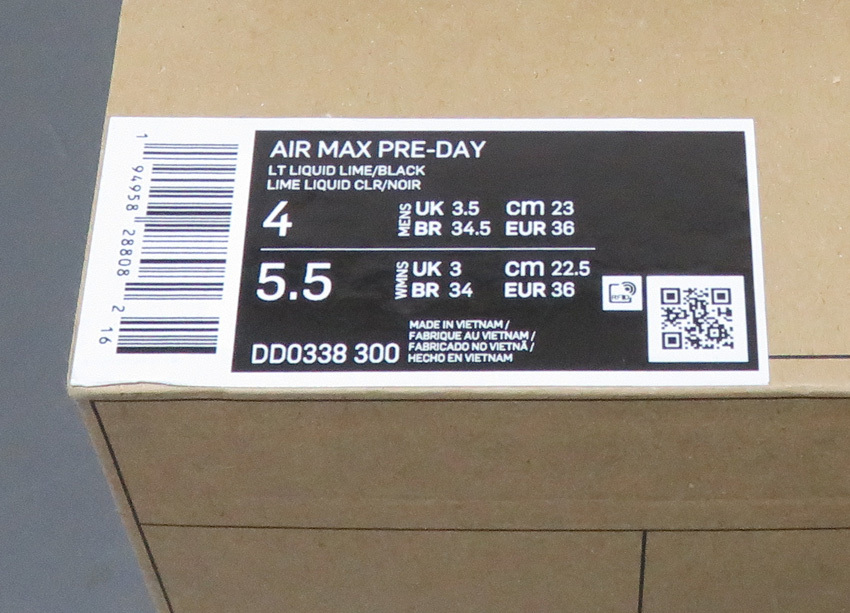 AIR MAX PRE-DAY
LT LIQUID LIME/BLACK
LIME LIQUID CLR/NOIR
4
MENS
UK 3.5 cm 23
BR 34.5 EUR 36
5.5
WMNS
UK 3 cm 22.5
BR 34 EUR 36
RFID
DD0338 300
MADE IN VIETNAM /
FABRIQUE AU VIETNAM /
FABRICADO NO VIETNÃ /
HECHO EN VIETNAM
1 94958 28808 2 16